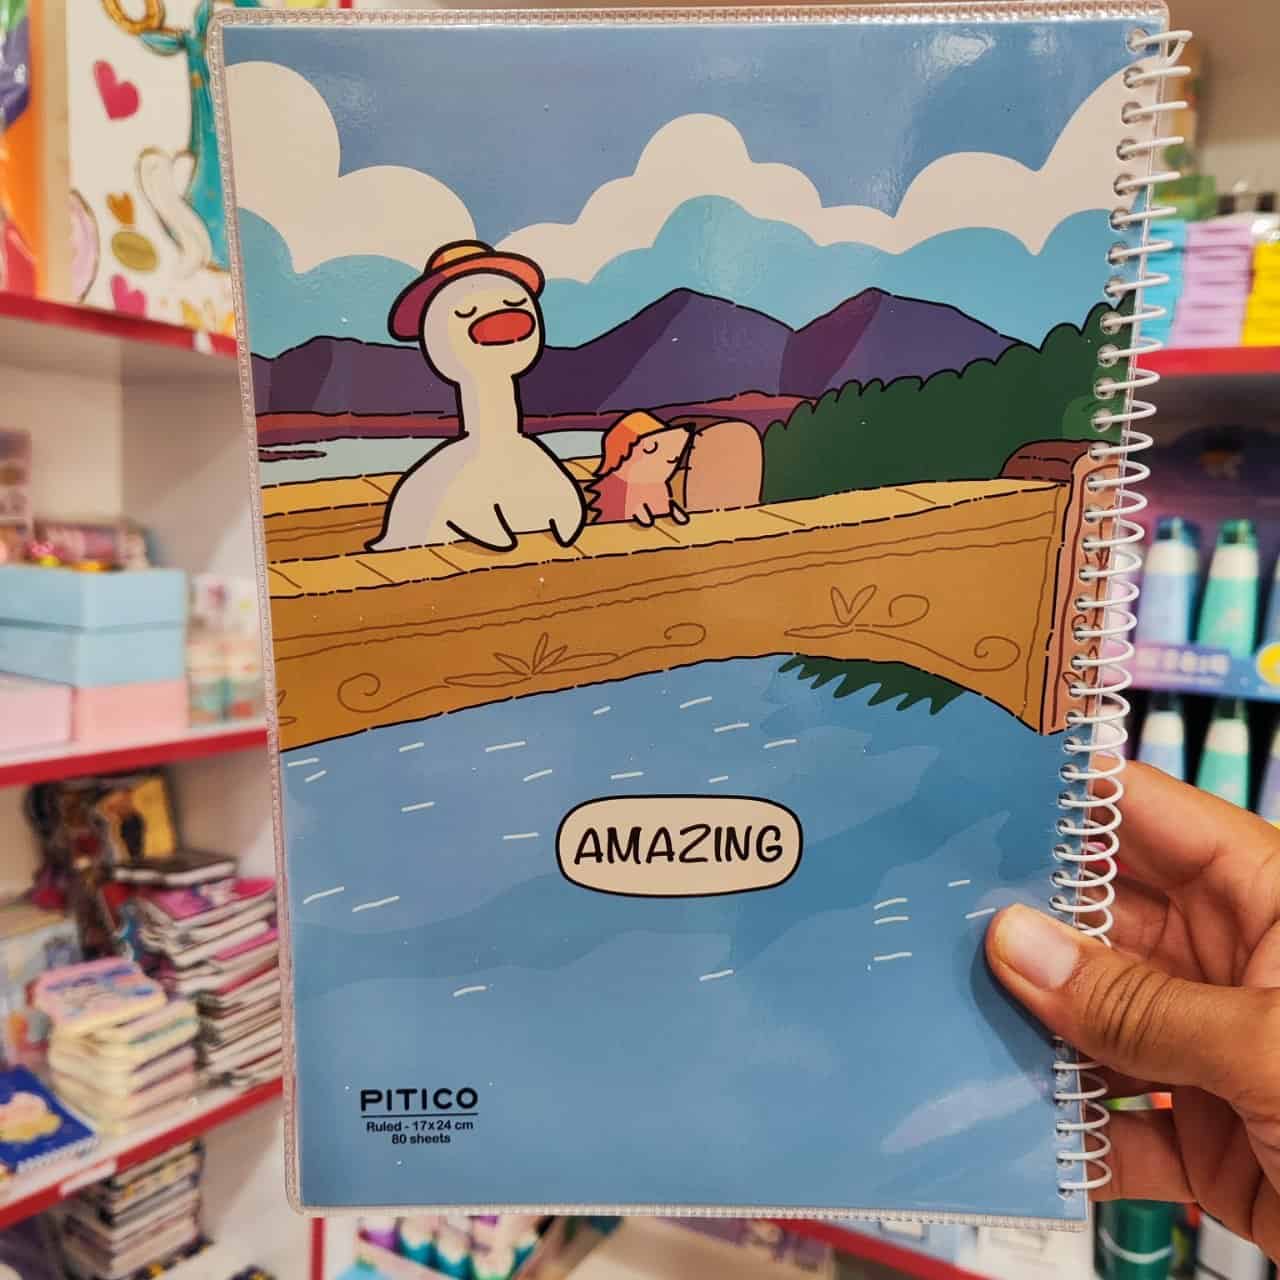 AMAZING
PITICO
Ruled - 17x24 cm
80 sheets